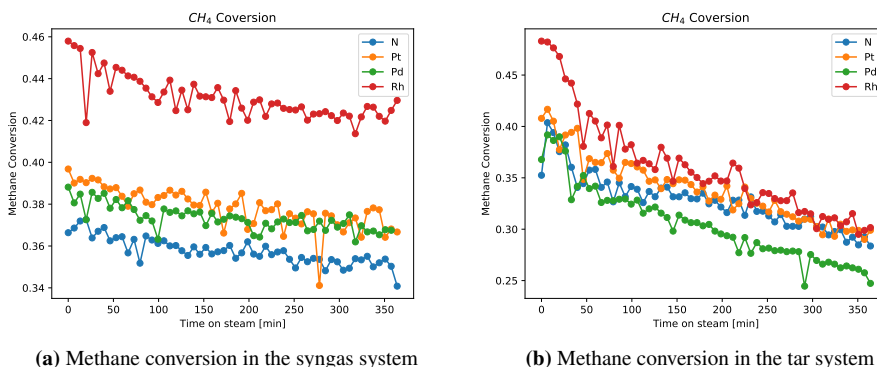 CH4 Coversion
0.46
0.44
0.42
0.40
0.38
0.36
0.34
Methane Conversion
0 50 100 150 200 250 300 350
Time on steam [min]
N
Pt
Pd
Rh
(a) Methane conversion in the syngas system
CH4 Coversion
0.45
0.40
0.35
0.30
0.25
Methane Conversion
0 50 100 150 200 250 300 350
Time on steam [min]
N
Pt
Pd
Rh
(b) Methane conversion in the tar system